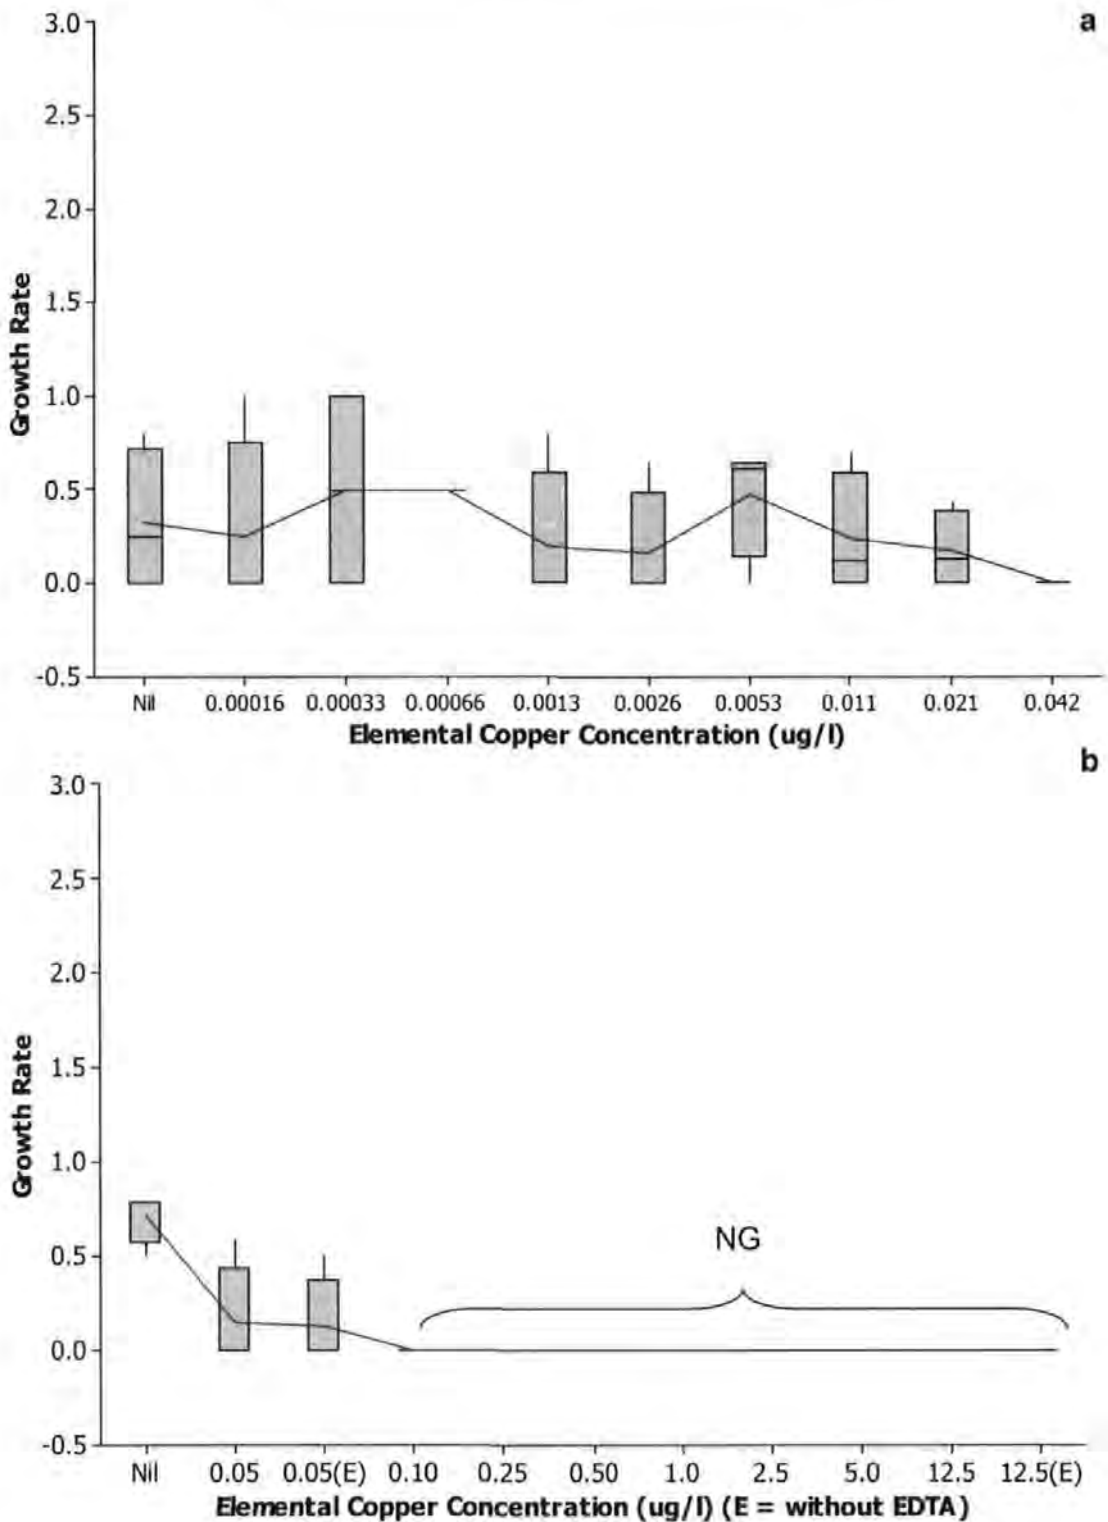 a
3.0
2.5
2.0
1.5
1.0
0.5
0.0
-0.5
Growth Rate
Nil 0.00016 0.00033 0.00066 0.0013 0.0026 0.0053 0.011 0.021 0.042
Elemental Copper Concentration (ug/l)
b
3.0
2.5
2.0
1.5
1.0
0.5
0.0
-0.5
Growth Rate
NG
Nil 0.05 0.05(E) 0.10 0.25 0.50 1.0 2.5 5.0 12.5 12.5(E)
Elemental Copper Concentration (ug/l) (E = without EDTA)